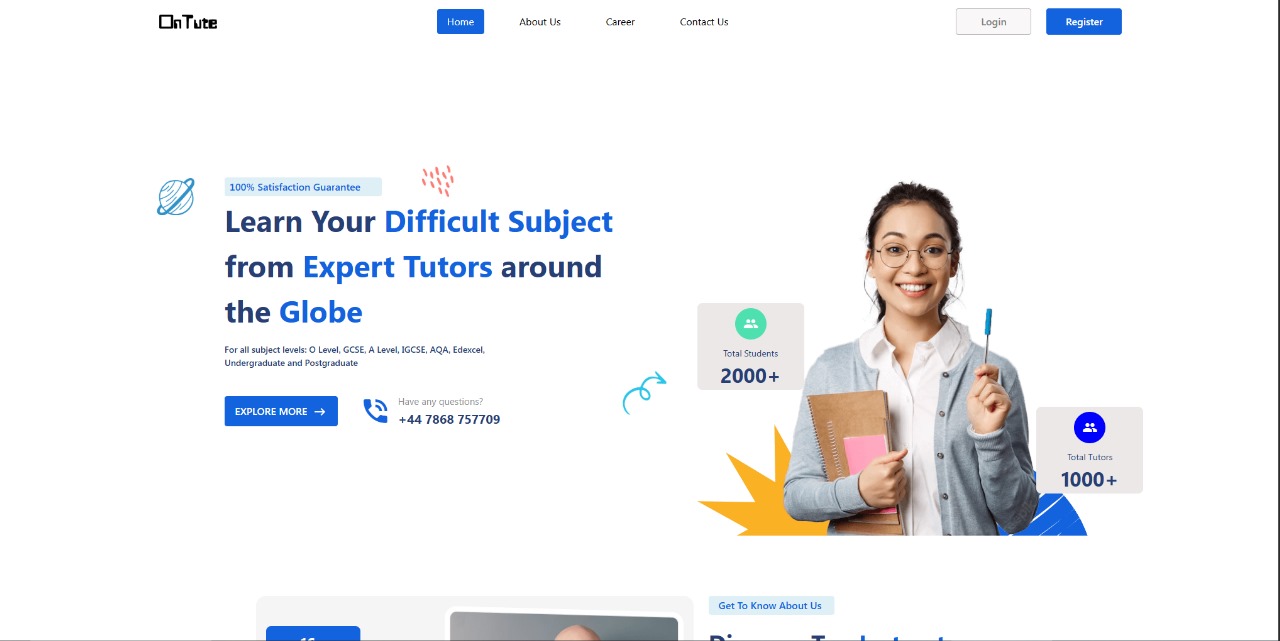 OnTute
Home
About Us
Career
Contact Us
Login
Register
100% Satisfaction Guarantee
Learn Your Difficult Subject
from Expert Tutors around
the Globe
For all subject levels: O Level, GCSE, A Level, IGCSE, AQA, Edexcel,
Undergraduate and Postgraduate
EXPLORE MORE
Have any questions?
+44 7868 757709
Total Students
2000+
Total Tutors
1000+
Get To Know About Us